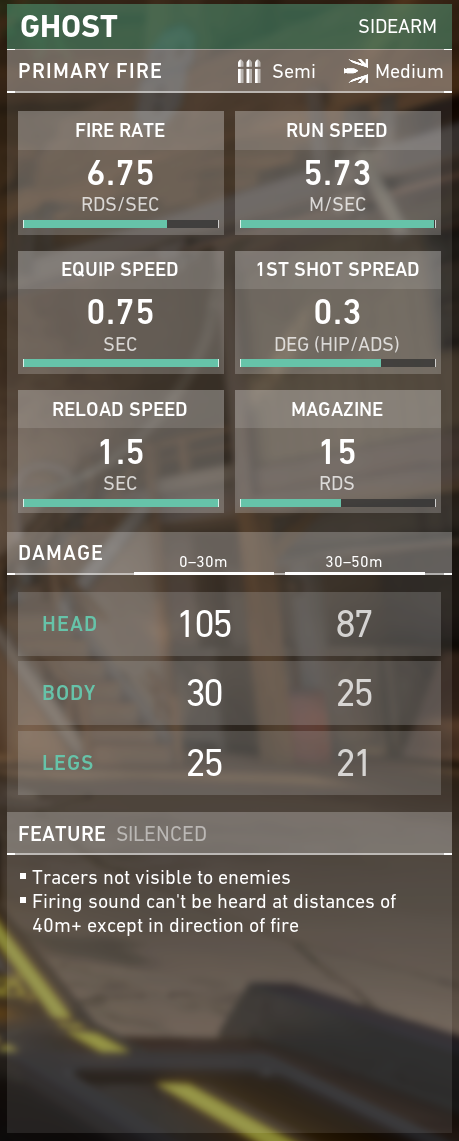 GHOST SIDEARM
PRIMARY FIRE Semi Medium
FIRE RATE RUN SPEED
6.75 5.73
RDS/SEC M/SEC
EQUIP SPEED 1ST SHOT SPREAD
0.75 0.3
SEC DEG (HIP/ADS)
RELOAD SPEED MAGAZINE
1.5 15
SEC RDS
DAMAGE 0–30m 30–50m
HEAD 105 87
BODY 30 25
LEGS 25 21
FEATURE SILENCED
▪ Tracers not visible to enemies
▪ Firing sound can't be heard at distances of
40m+ except in direction of fire